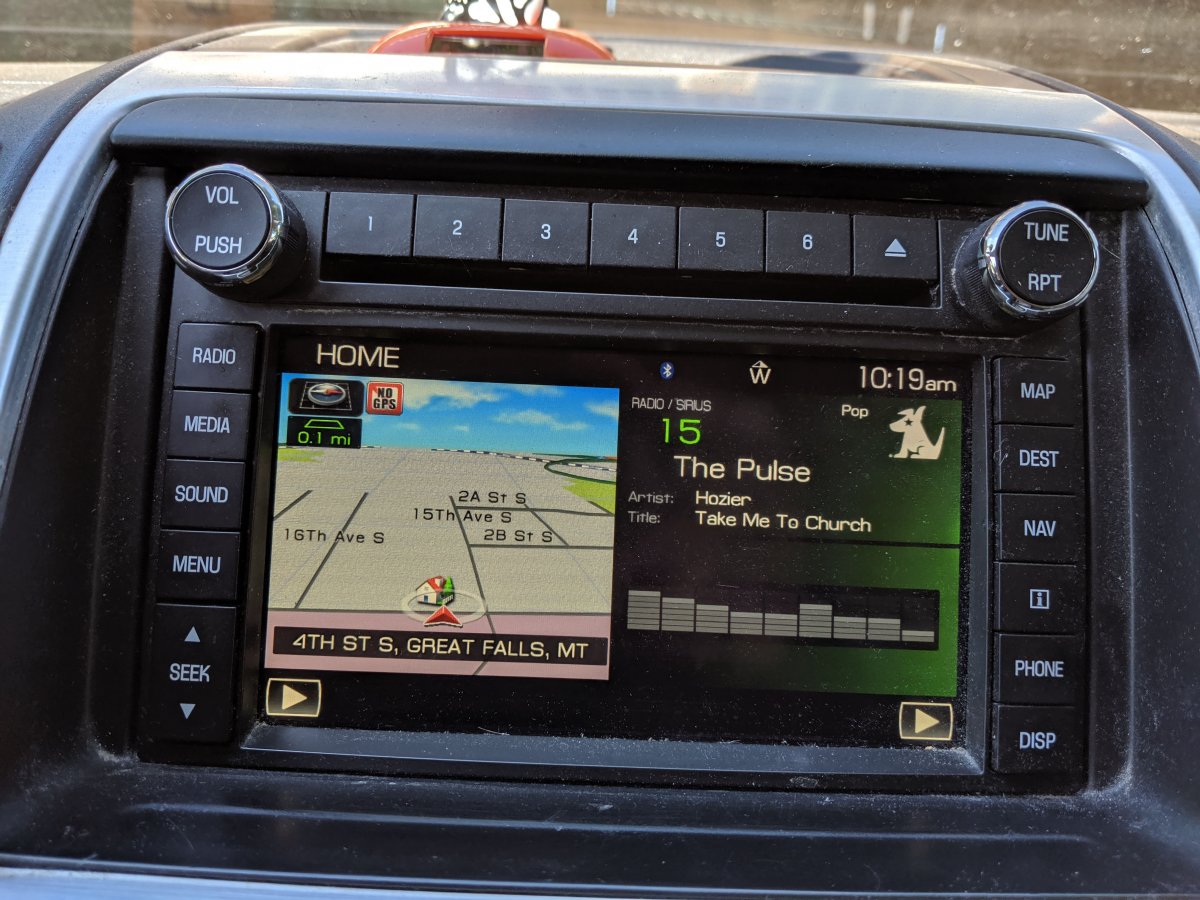 VOL
PUSH
1
2
3
4
5
6
TUNE
RPT
RADIO
MEDIA
SOUND
MENU
SEEK
HOME
W
10:19am
NO
GPS
0.1 mi
2A St S
15Th Ave S
16Th Ave S
2B St S
4TH ST S, GREAT FALLS, MT
RADIO / SIRIUS
15
Pop
The Pulse
Artist: Hozier
Title: Take Me To Church
MAP
DEST
NAV
i
PHONE
DISP